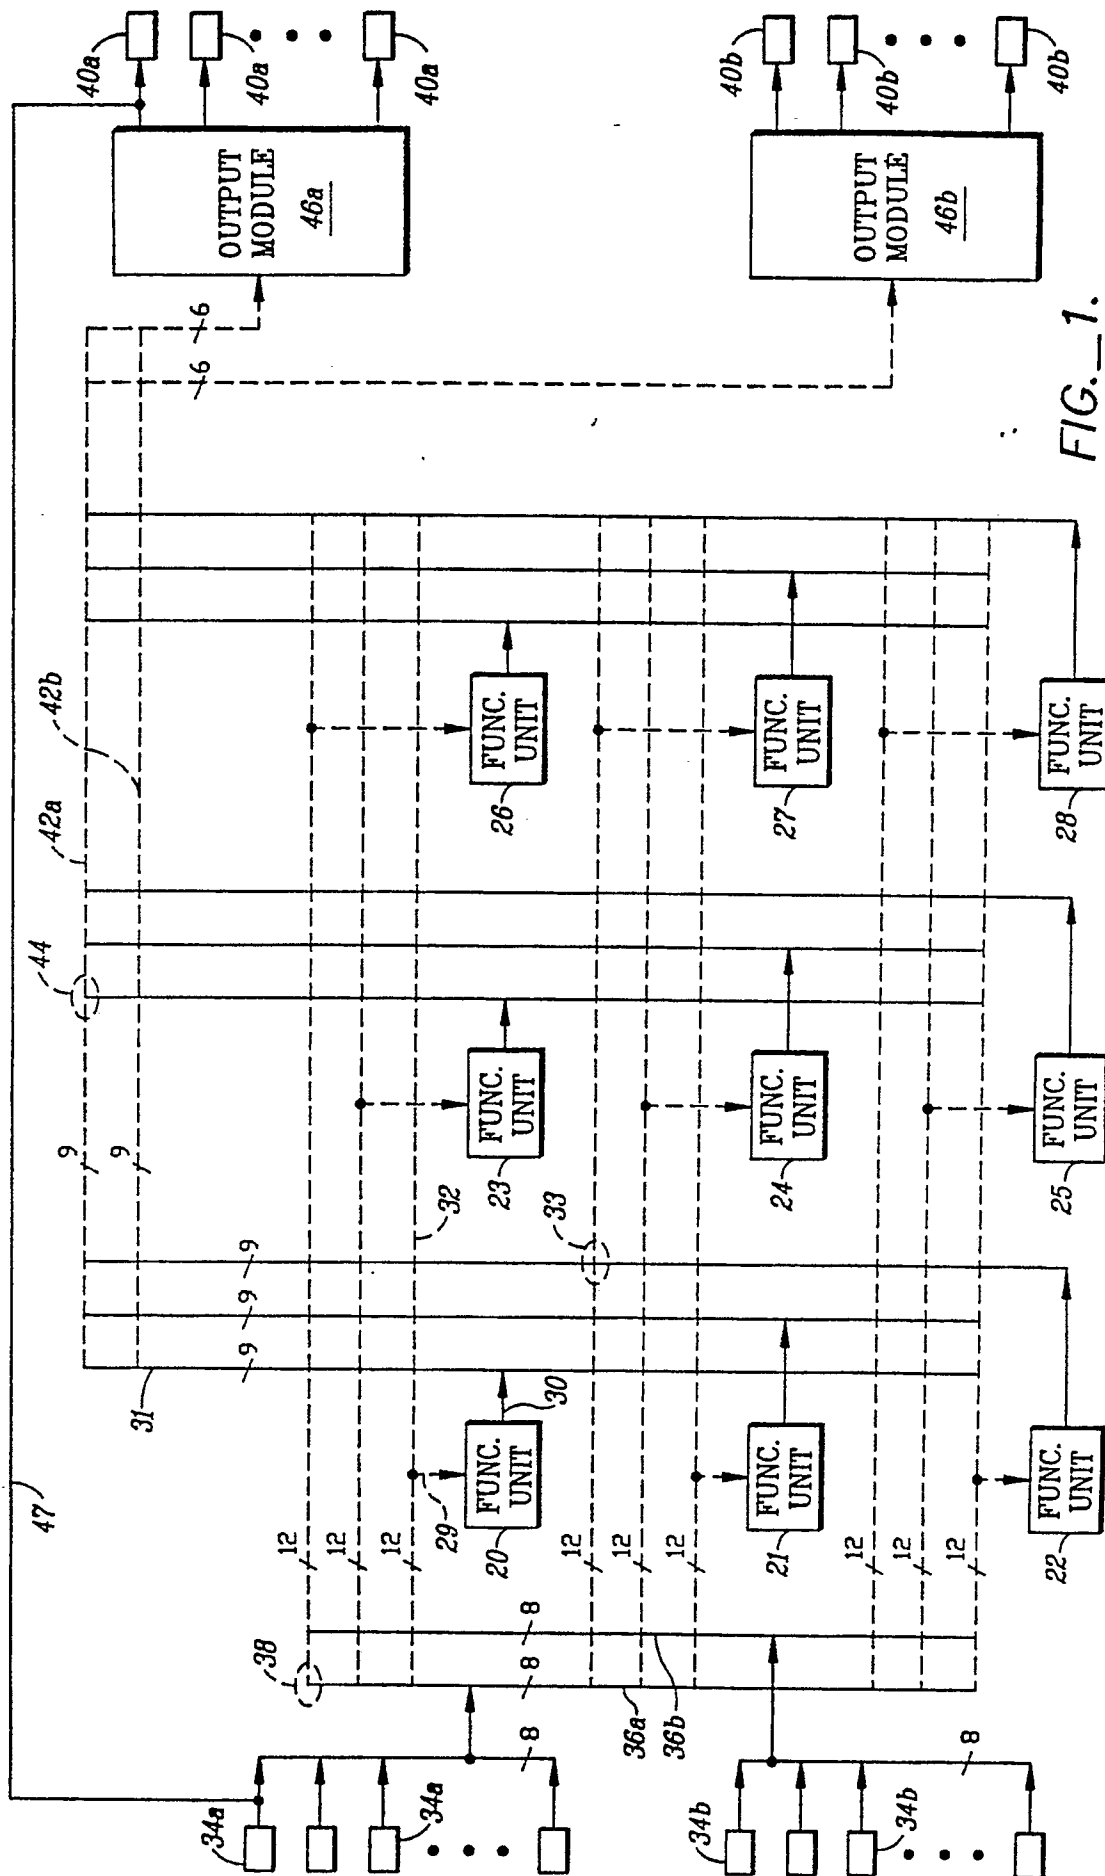 47
40a
40a
40a
OUTPUT
MODULE
46a
40b
40b
40b
OUTPUT
MODULE
46b
6
6
42a
42b
44
9
9
31
9
9
9
12
12
12
29
30
32
FUNC.
UNIT
20
FUNC.
UNIT
23
FUNC.
UNIT
26
33
12
12
12
FUNC.
UNIT
21
FUNC.
UNIT
24
FUNC.
UNIT
27
12
12
12
FUNC.
UNIT
22
FUNC.
UNIT
25
FUNC.
UNIT
28
38
8
8
36a
36b
34a
34a
8
34b
34b
8
FIG._1.